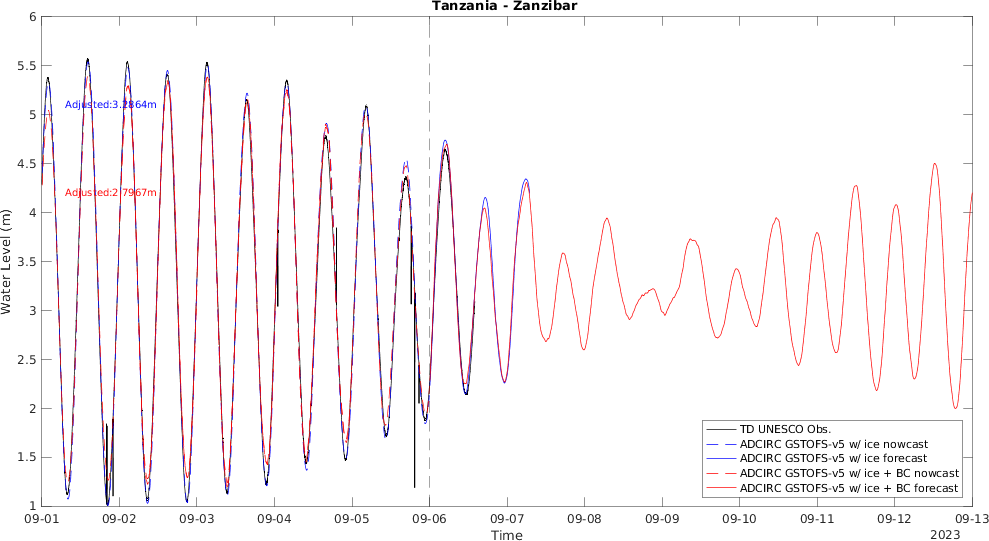 Tanzania - Zanzibar
6
5.5
5
4.5
4
3.5
3
2.5
2
1.5
1
Water Level (m)
Adjusted:3.2864m
Adjusted:2.7967m
TD UNESCO Obs.
ADCIRC GSTOFS-v5 w/ ice nowcast
ADCIRC GSTOFS-v5 w/ ice forecast
ADCIRC GSTOFS-v5 w/ ice + BC nowcast
ADCIRC GSTOFS-v5 w/ ice + BC forecast
09-01 09-02 09-03 09-04 09-05 09-06 09-07 09-08 09-09 09-10 09-11 09-12 09-13
Time
2023